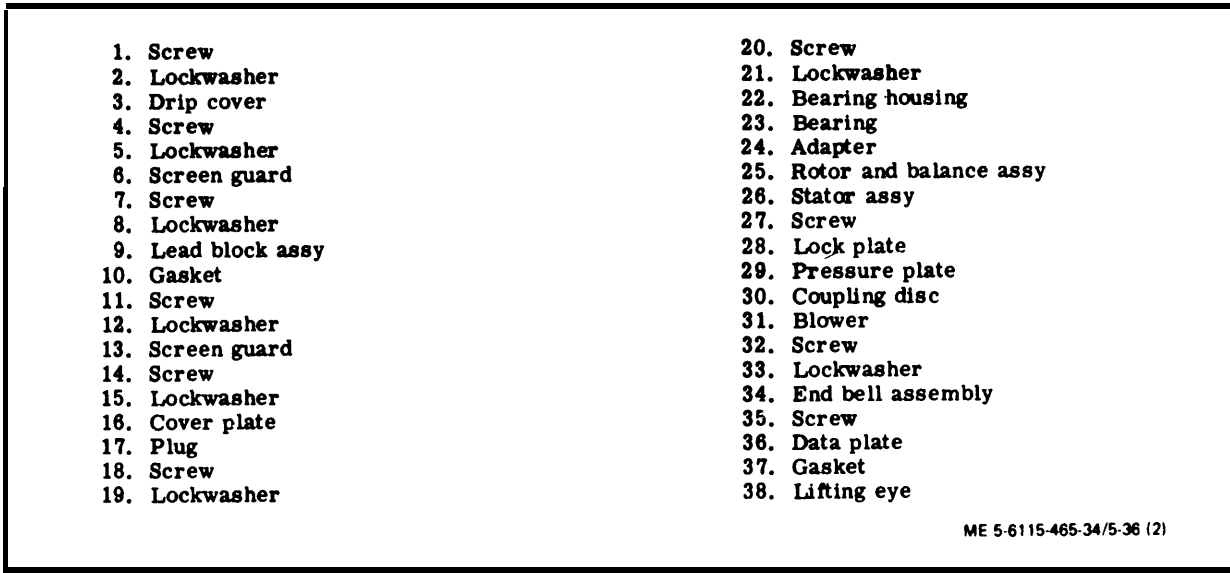 1. Screw
2. Lockwasher
3. Drip cover
4. Screw
5. Lockwasher
6. Screen guard
7. Screw
8. Lockwasher
9. Lead block assy
10. Gasket
11. Screw
12. Lockwasher
13. Screen guard
14. Screw
15. Lockwasher
16. Cover plate
17. Plug
18. Screw
19. Lockwasher
20. Screw
21. Lockwasher
22. Bearing housing
23. Bearing
24. Adapter
25. Rotor and balance assy
26. Stator assy
27. Screw
28. Lock plate
29. Pressure plate
30. Coupling disc
31. Blower
32. Screw
33. Lockwasher
34. End bell assembly
35. Screw
36. Data plate
37. Gasket
38. Lifting eye
ME 5-6115-465-34/5-36 (2)